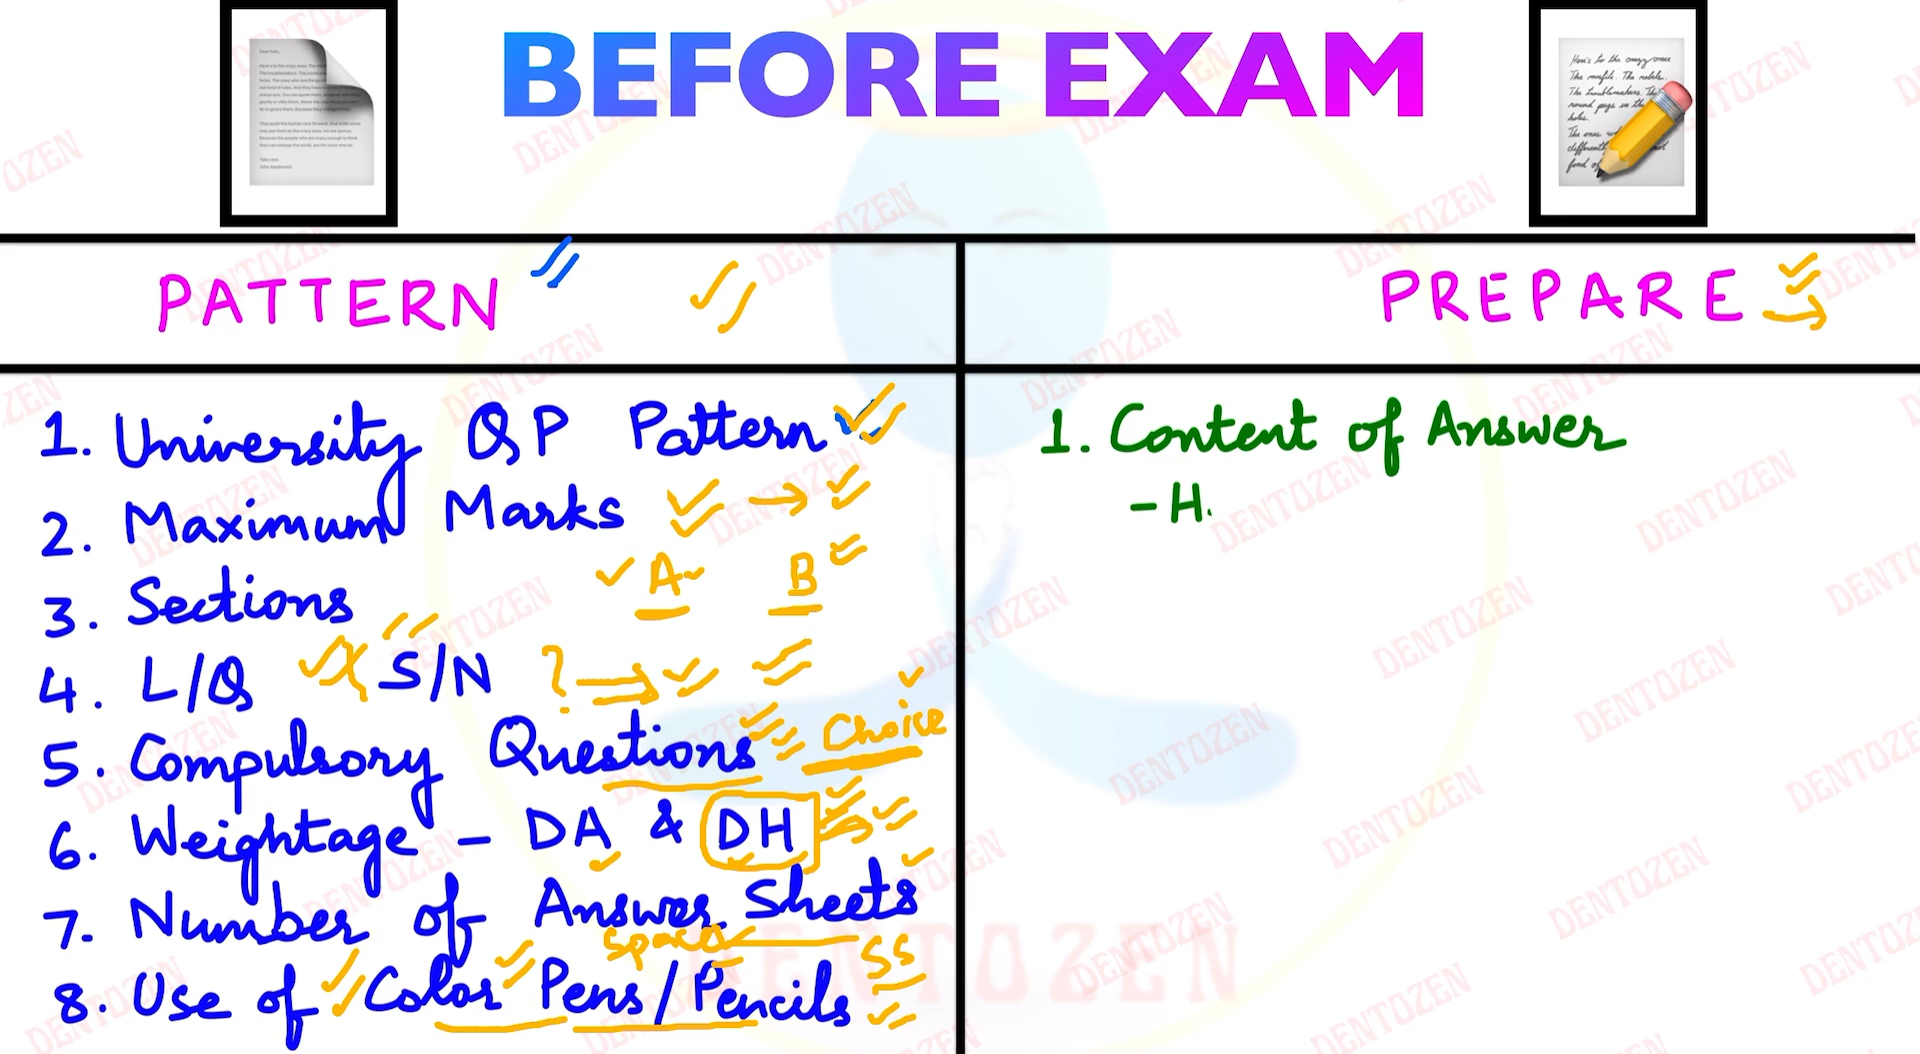 BEFORE EXAM
PATTERN
PREPARE
1. University QP Pattern
2. Maximum Marks
3. Sections A B
4. L/Q S/N ?
5. Compulsory Questions Choice
6. Weightage - DA & DH
7. Number of Answer Sheets
space SS
8. Use of Color Pens/Pencils
1. Content of Answer
- H.
DENTOZEN